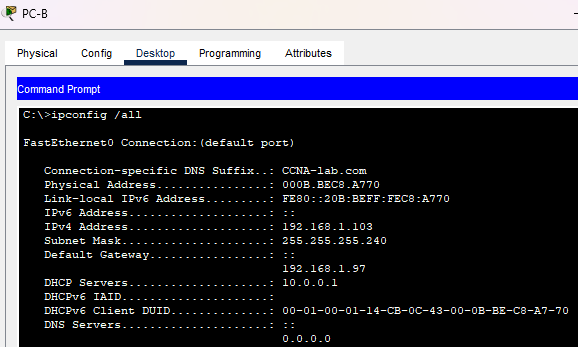 PC-B
Physical Config Desktop Programming Attributes
Command Prompt
C:\>ipconfig /all
FastEthernet0 Connection:(default port)
Connection-specific DNS Suffix..: CCNA-lab.com
Physical Address................: 000B.BEC8.A770
Link-local IPv6 Address.........: FE80::20B:BEFF:FEC8:A770
IPv6 Address....................: ::
IPv4 Address....................: 192.168.1.103
Subnet Mask.....................: 255.255.255.240
Default Gateway.................: ::
192.168.1.97
DHCP Servers....................: 10.0.0.1
DHCPv6 IAID.....................:
DHCPv6 Client DUID..............: 00-01-00-01-14-CB-0C-43-00-0B-BE-C8-A7-70
DNS Servers.....................: ::
0.0.0.0